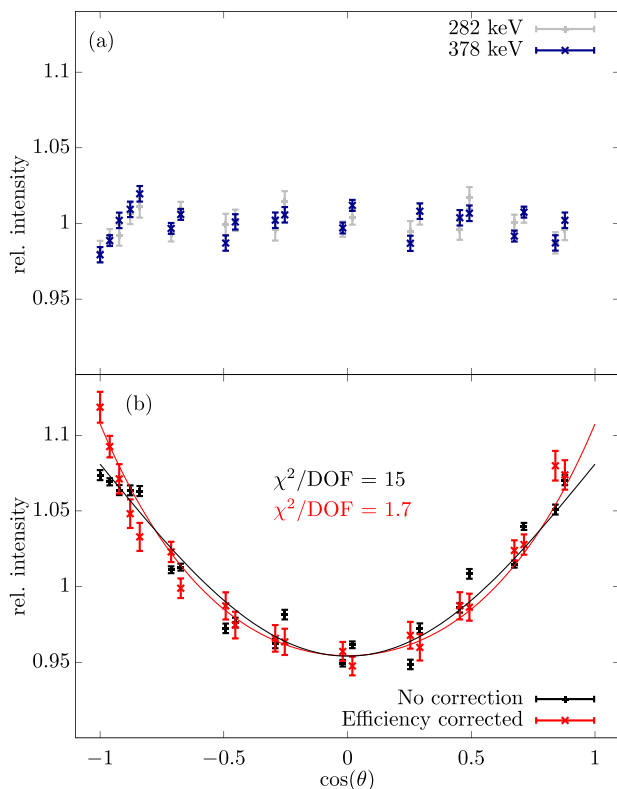 (a)
282 keV
378 keV
1.1
1.05
1
0.95
rel. intensity
(b)
χ²/DOF = 15
χ²/DOF = 1.7
1.1
1.05
1
0.95
rel. intensity
No correction
Efficiency corrected
−1 −0.5 0 0.5 1
cos(θ)